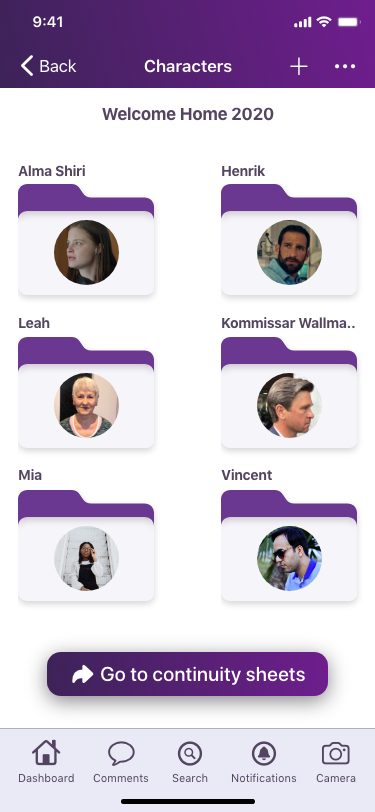 9:41
Back Characters
Welcome Home 2020
Alma Shiri Henrik
Leah Kommissar Wallma..
Mia Vincent
Go to continuity sheets
Dashboard Comments Search Notifications Camera